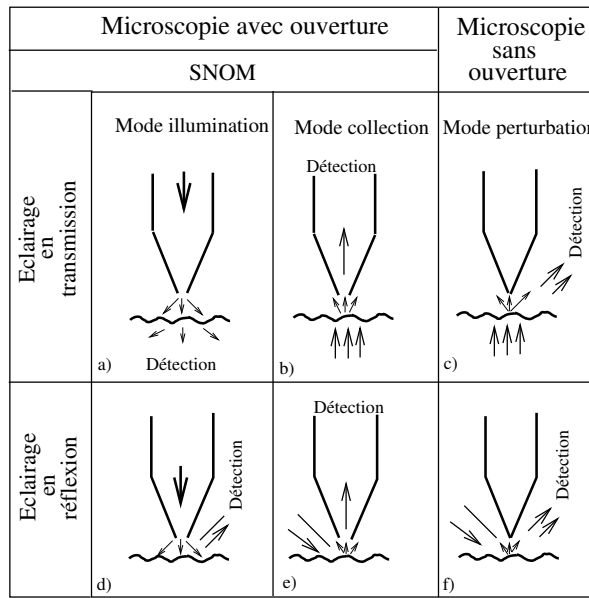 Microscopie avec ouverture
Microscopie
sans
ouverture
SNOM
Eclairage
en
transmission
Mode illumination
Mode collection
Mode perturbation
Détection
Détection
Détection
a)
b)
c)
Eclairage
en
réflexion
Détection
Détection
Détection
d)
e)
f)